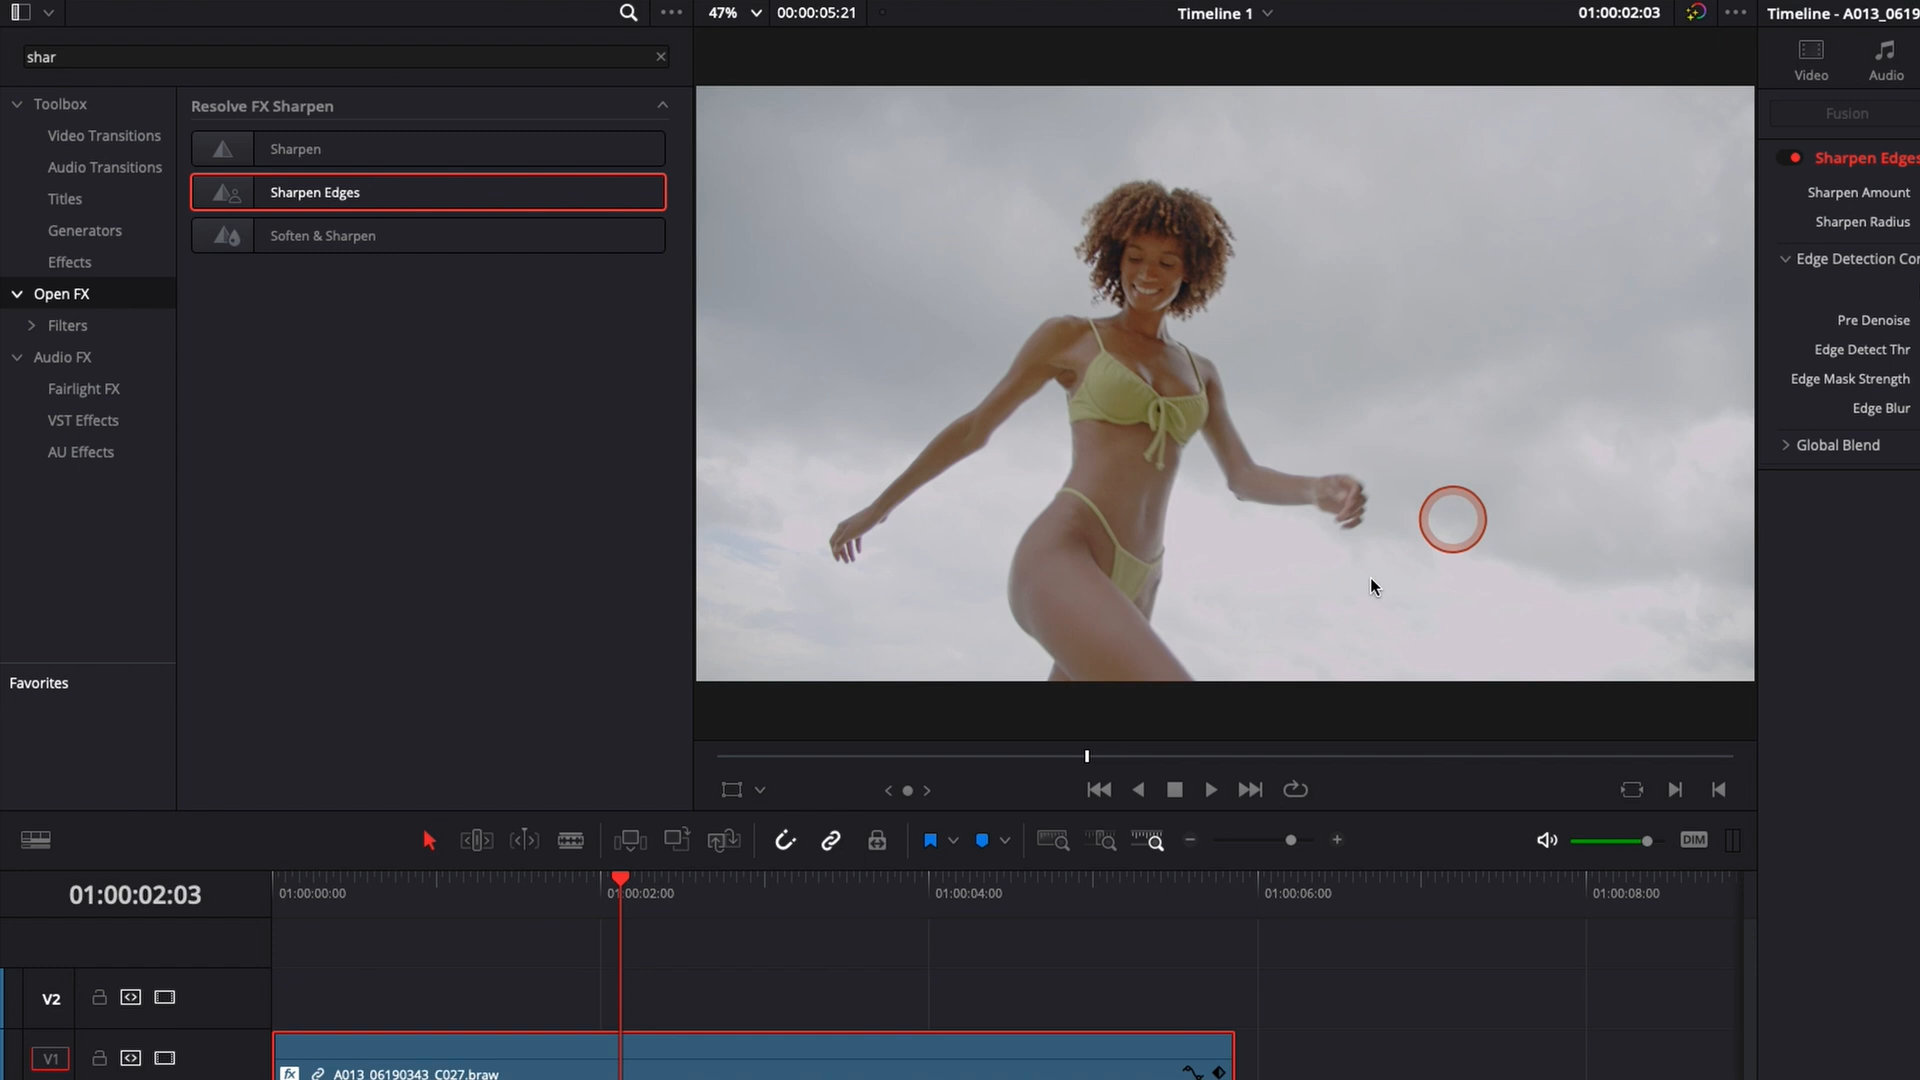 47%
00:00:05:21
Timeline 1
01:00:02:03
Timeline - A013_0619
shar
Video
Audio
Toolbox
Video Transitions
Audio Transitions
Titles
Generators
Effects
Open FX
Filters
Audio FX
Fairlight FX
VST Effects
AU Effects
Favorites
Resolve FX Sharpen
Sharpen
Sharpen Edges
Soften & Sharpen
Fusion
Sharpen Edges
Sharpen Amount
Sharpen Radius
Edge Detection Con
Pre Denoise
Edge Detect Thr
Edge Mask Strength
Edge Blur
Global Blend
DIM
01:00:02:03
01:00:00:00
01:00:02:00
01:00:04:00
01:00:06:00
01:00:08:00
V2
V1
fx
A013_06190343_C027.braw